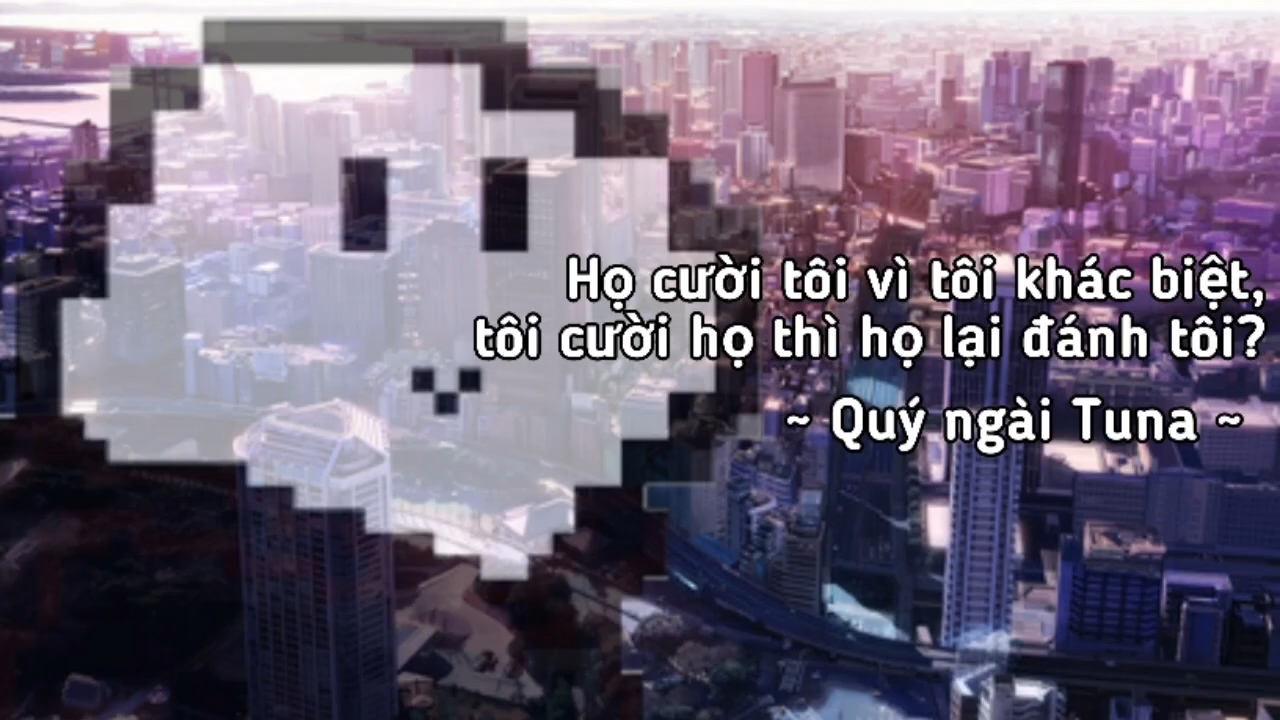 Họ cười tôi vì tôi khác biệt,
tôi cười họ thì họ lại đánh tôi?
~ Quý ngài Tuna ~